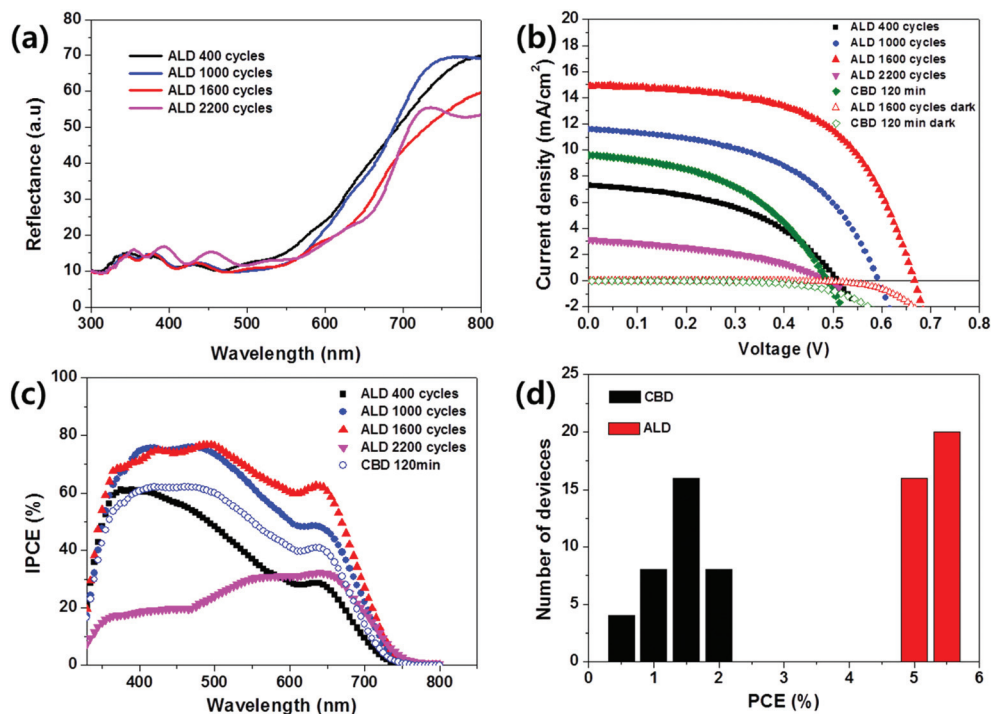 (a)
ALD 400 cycles
ALD 1000 cycles
ALD 1600 cycles
ALD 2200 cycles
80
70
60
50
40
30
20
10
0
300 400 500 600 700 800
Reflectance (a.u)
Wavelength (nm)
(b)
ALD 400 cycles
ALD 1000 cycles
ALD 1600 cycles
ALD 2200 cycles
CBD 120 min
ALD 1600 cycles dark
CBD 120 min dark
20
18
16
14
12
10
8
6
4
2
0
-2
0.0 0.1 0.2 0.3 0.4 0.5 0.6 0.7 0.8
Current density (mA/cm²)
Voltage (V)
(c)
ALD 400 cycles
ALD 1000 cycles
ALD 1600 cycles
ALD 2200 cycles
CBD 120min
100
80
60
40
20
0
400 500 600 700 800
IPCE (%)
Wavelength (nm)
(d)
CBD
ALD
25
20
15
10
5
0
0 1 2 3 4 5 6
Number of devieces
PCE (%)